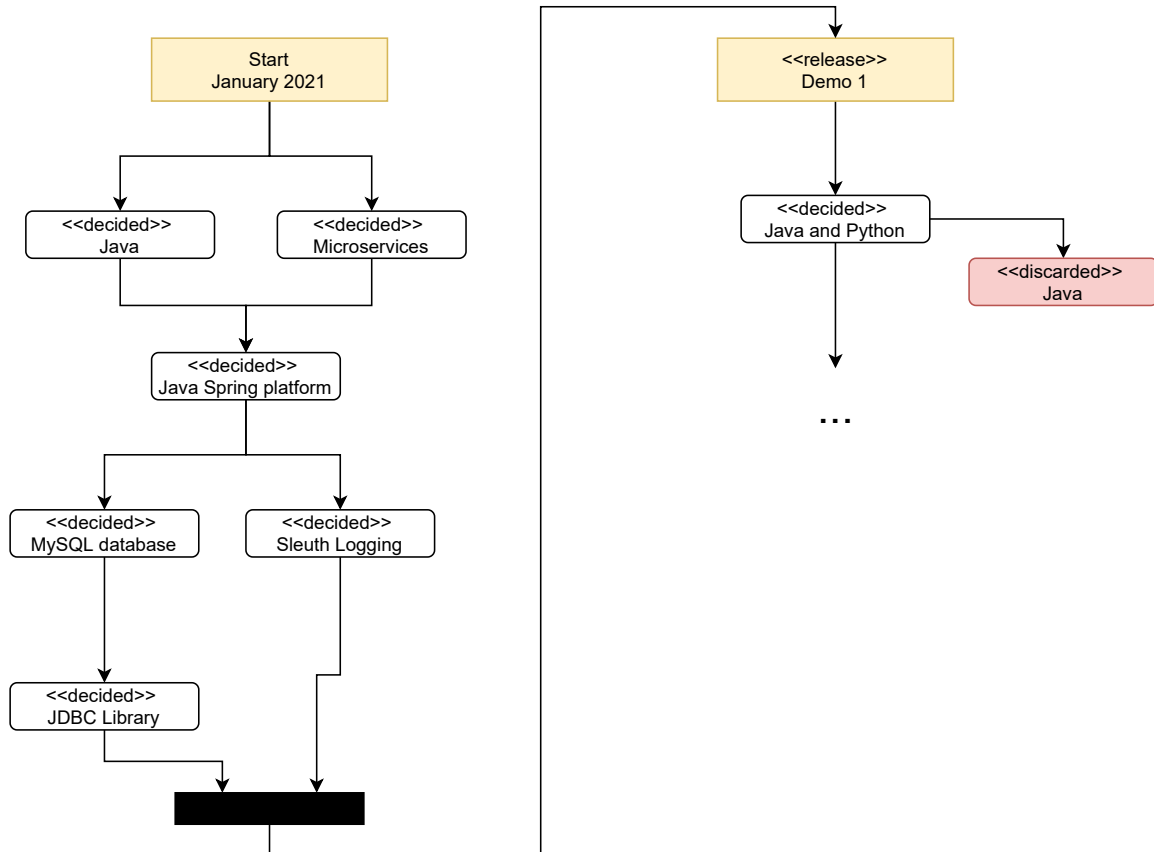 Start
January 2021
<<decided>>
Java
<<decided>>
Microservices
<<decided>>
Java Spring platform
<<decided>>
MySQL database
<<decided>>
Sleuth Logging
<<decided>>
JDBC Library
<<release>>
Demo 1
<<decided>>
Java and Python
<<discarded>>
Java
...